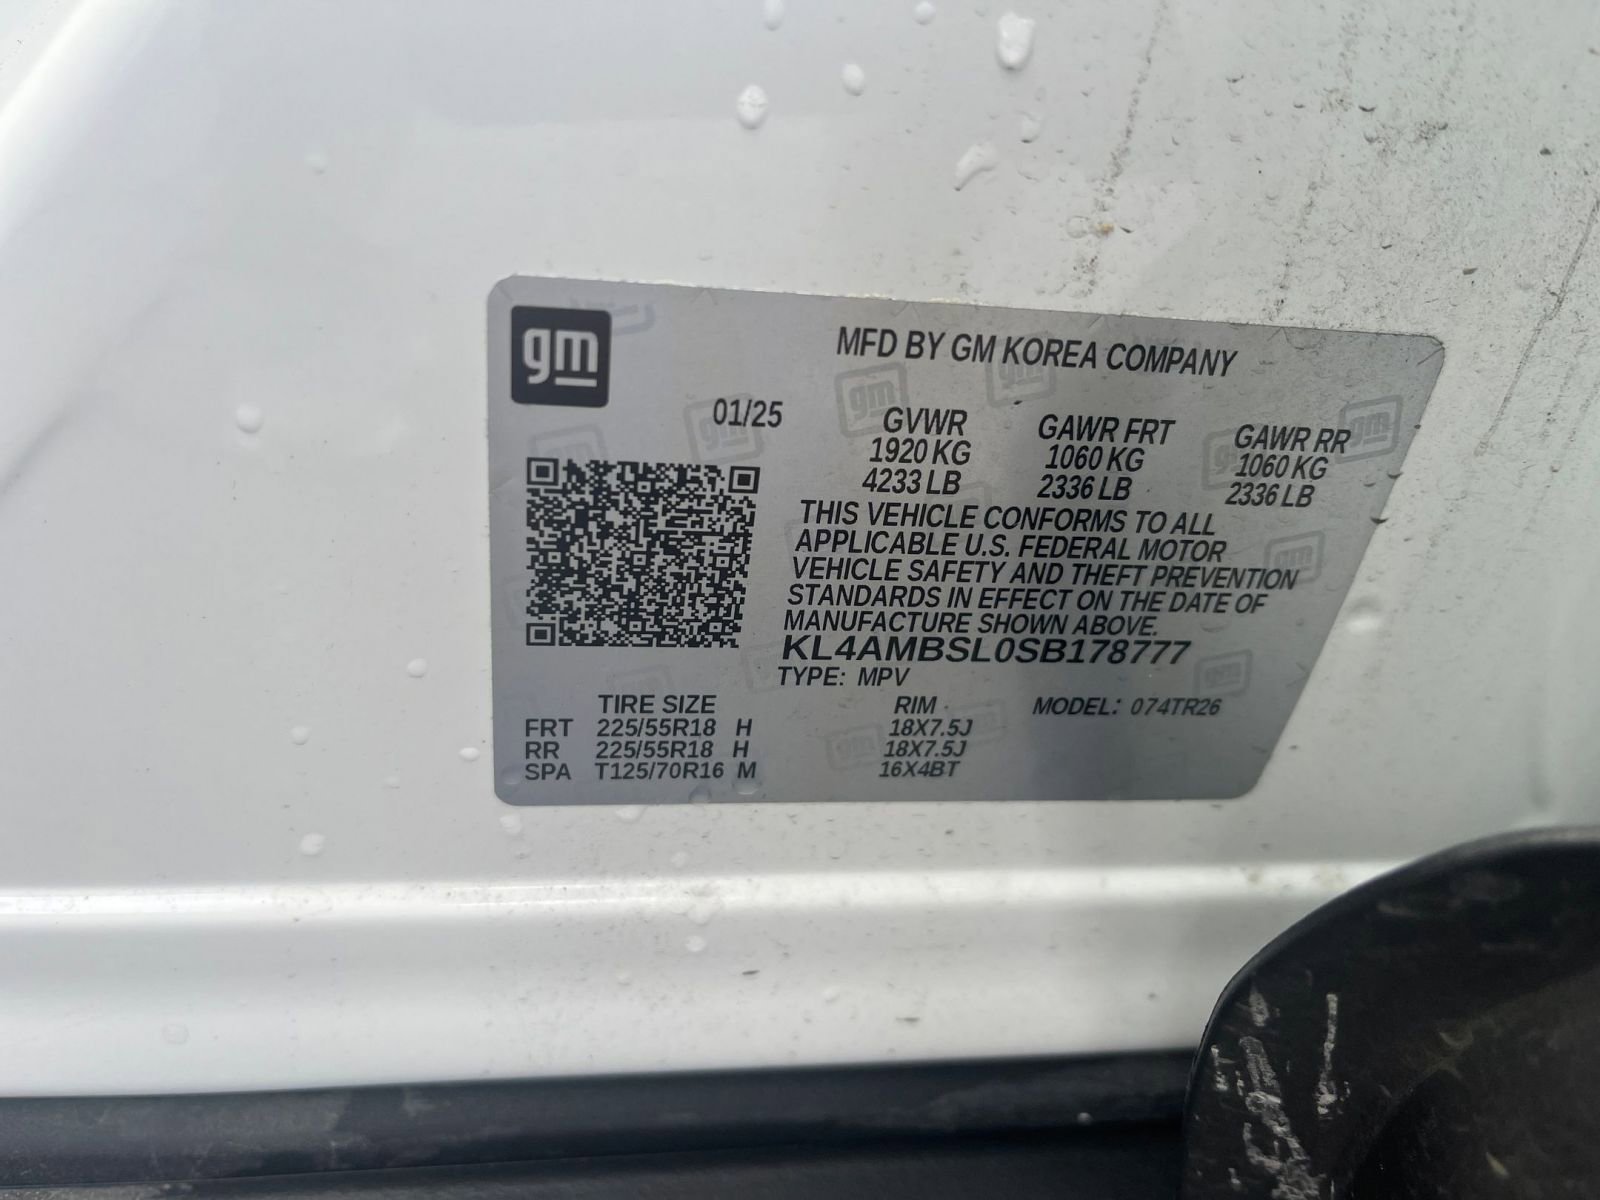 gm
MFD BY GM KOREA COMPANY
01/25
GVWR GAWR FRT GAWR RR
1920 KG 1060 KG 1060 KG
4233 LB 2336 LB 2336 LB
THIS VEHICLE CONFORMS TO ALL
APPLICABLE U.S. FEDERAL MOTOR
VEHICLE SAFETY AND THEFT PREVENTION
STANDARDS IN EFFECT ON THE DATE OF
MANUFACTURE SHOWN ABOVE.
KL4AMBSL0SB178777
TYPE: MPV
TIRE SIZE RIM MODEL: 074TR26
FRT 225/55R18 H 18X7.5J
RR 225/55R18 H 18X7.5J
SPA T125/70R16 M 16X4BT